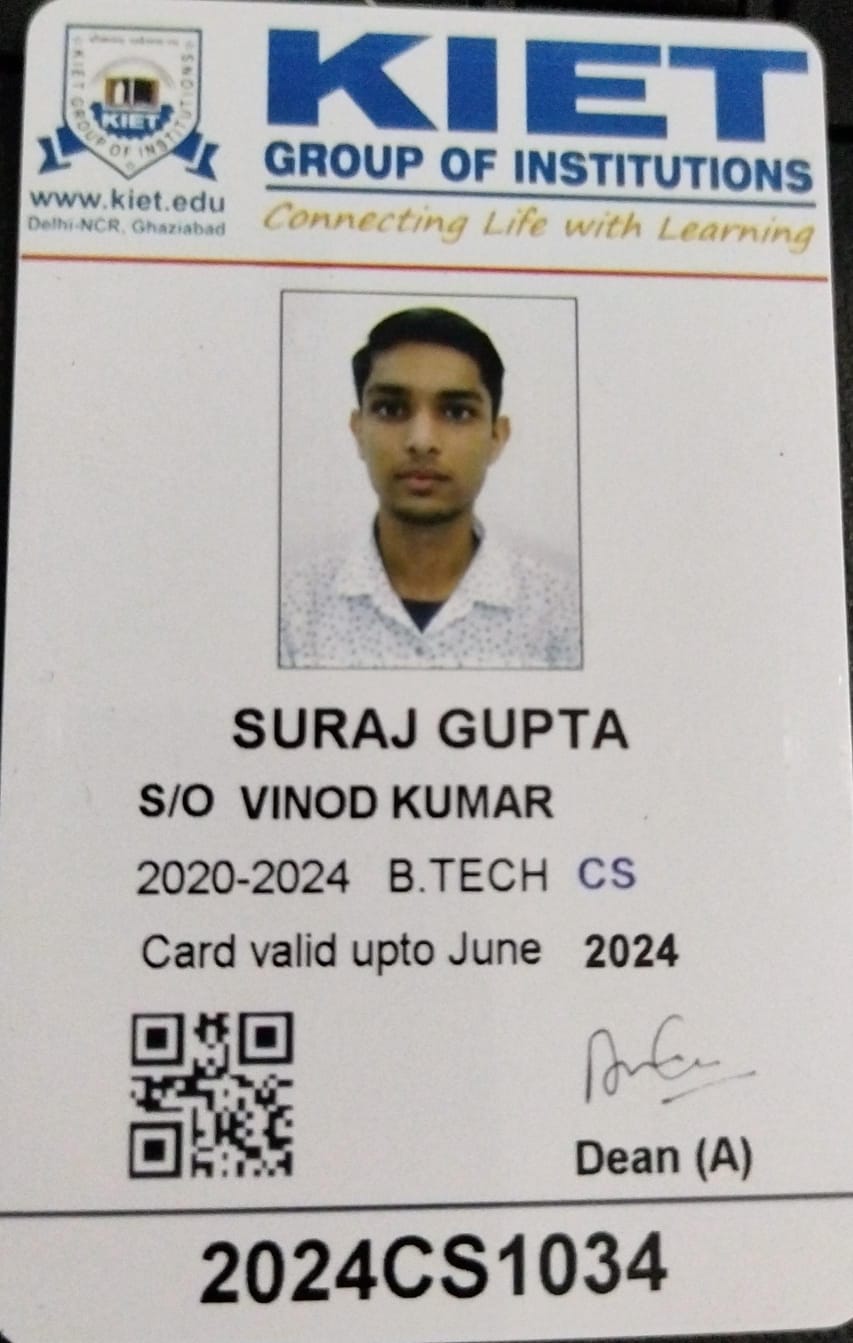 KIET GROUP OF INSTITUTIONS
KIET
www.kiet.edu
Delhi-NCR, Ghaziabad
KIET
GROUP OF INSTITUTIONS
Connecting Life with Learning
SURAJ GUPTA
S/O VINOD KUMAR
2020-2024 B.TECH CS
Card valid upto June 2024
Dean (A)
2024CS1034